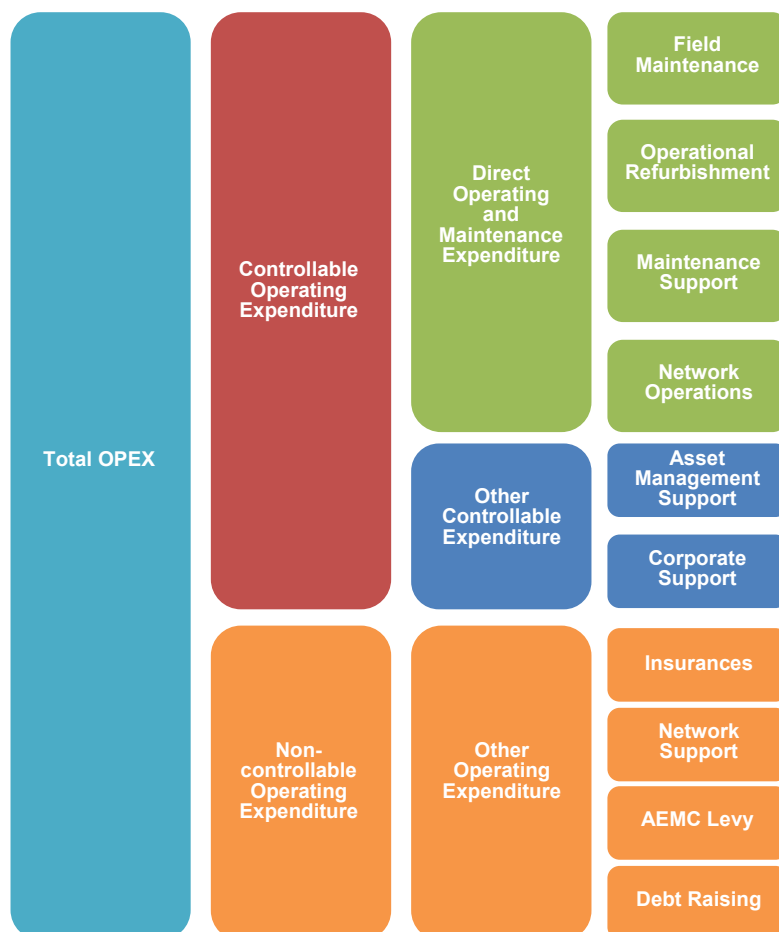 Total OPEX
Controllable
Operating
Expenditure
Direct
Operating
and
Maintenance
Expenditure
Field
Maintenance
Operational
Refurbishment
Maintenance
Support
Network
Operations
Other
Controllable
Expenditure
Asset
Management
Support
Corporate
Support
Non-
controllable
Operating
Expenditure
Other
Operating
Expenditure
Insurances
Network
Support
AEMC Levy
Debt Raising